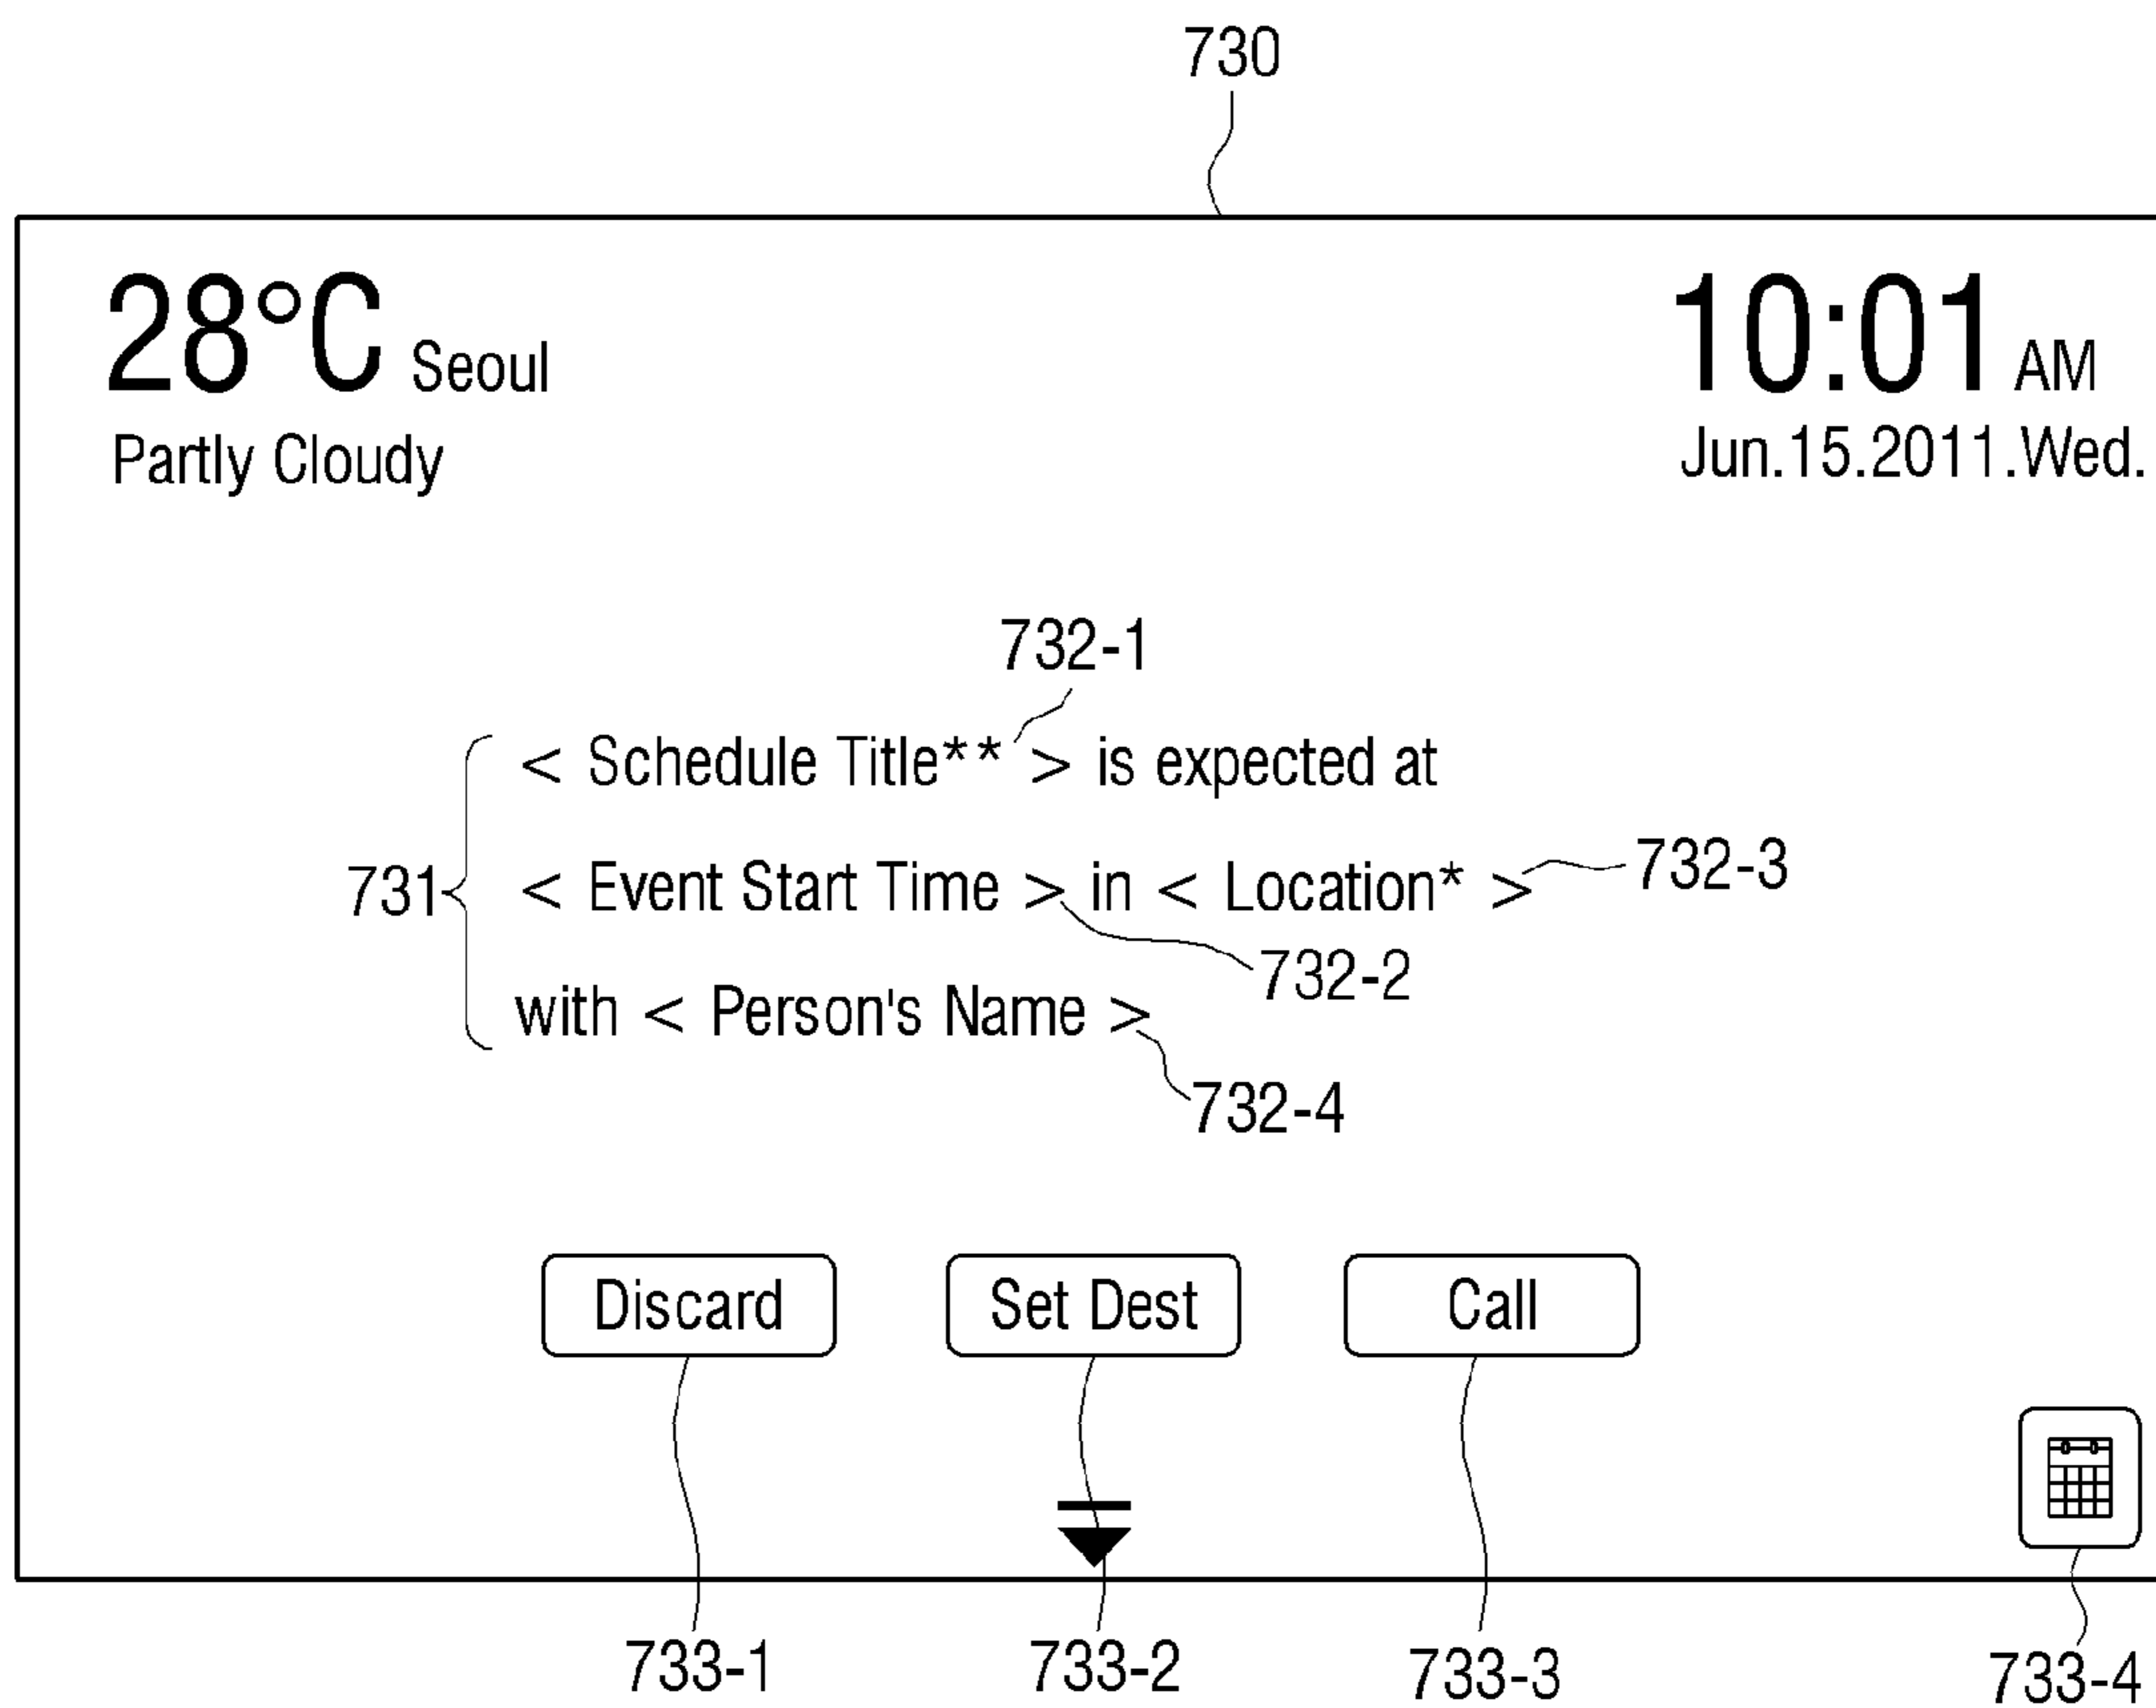 730
28°C Seoul
10:01 AM
Partly Cloudy
Jun.15.2011.Wed.
732-1
< Schedule Title** > is expected at
731
< Event Start Time > in < Location* >
732-3
732-2
with < Person's Name >
732-4
Discard
Set Dest
Call
733-1
733-2
733-3
733-4